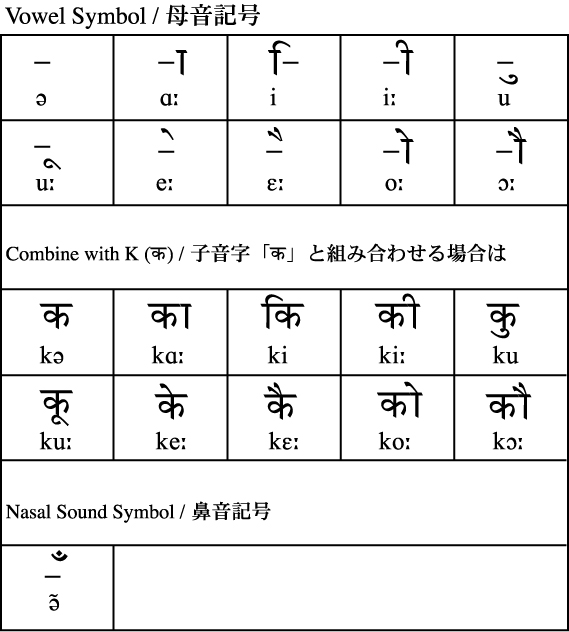 Vowel Symbol / 母音記号
– –ा ि– –ी –ु
ə ɑː i iː u
–ू –े –ै –ो –ौ
uː eː ɛː oː ɔː
Combine with K (क) / 子音字「क」と組み合わせる場合は
क का कि की कु
kə kɑː ki kiː ku
कू के कै को कौ
kuː keː kɛː koː kɔː
Nasal Sound Symbol / 鼻音記号
–ँ
ə̃